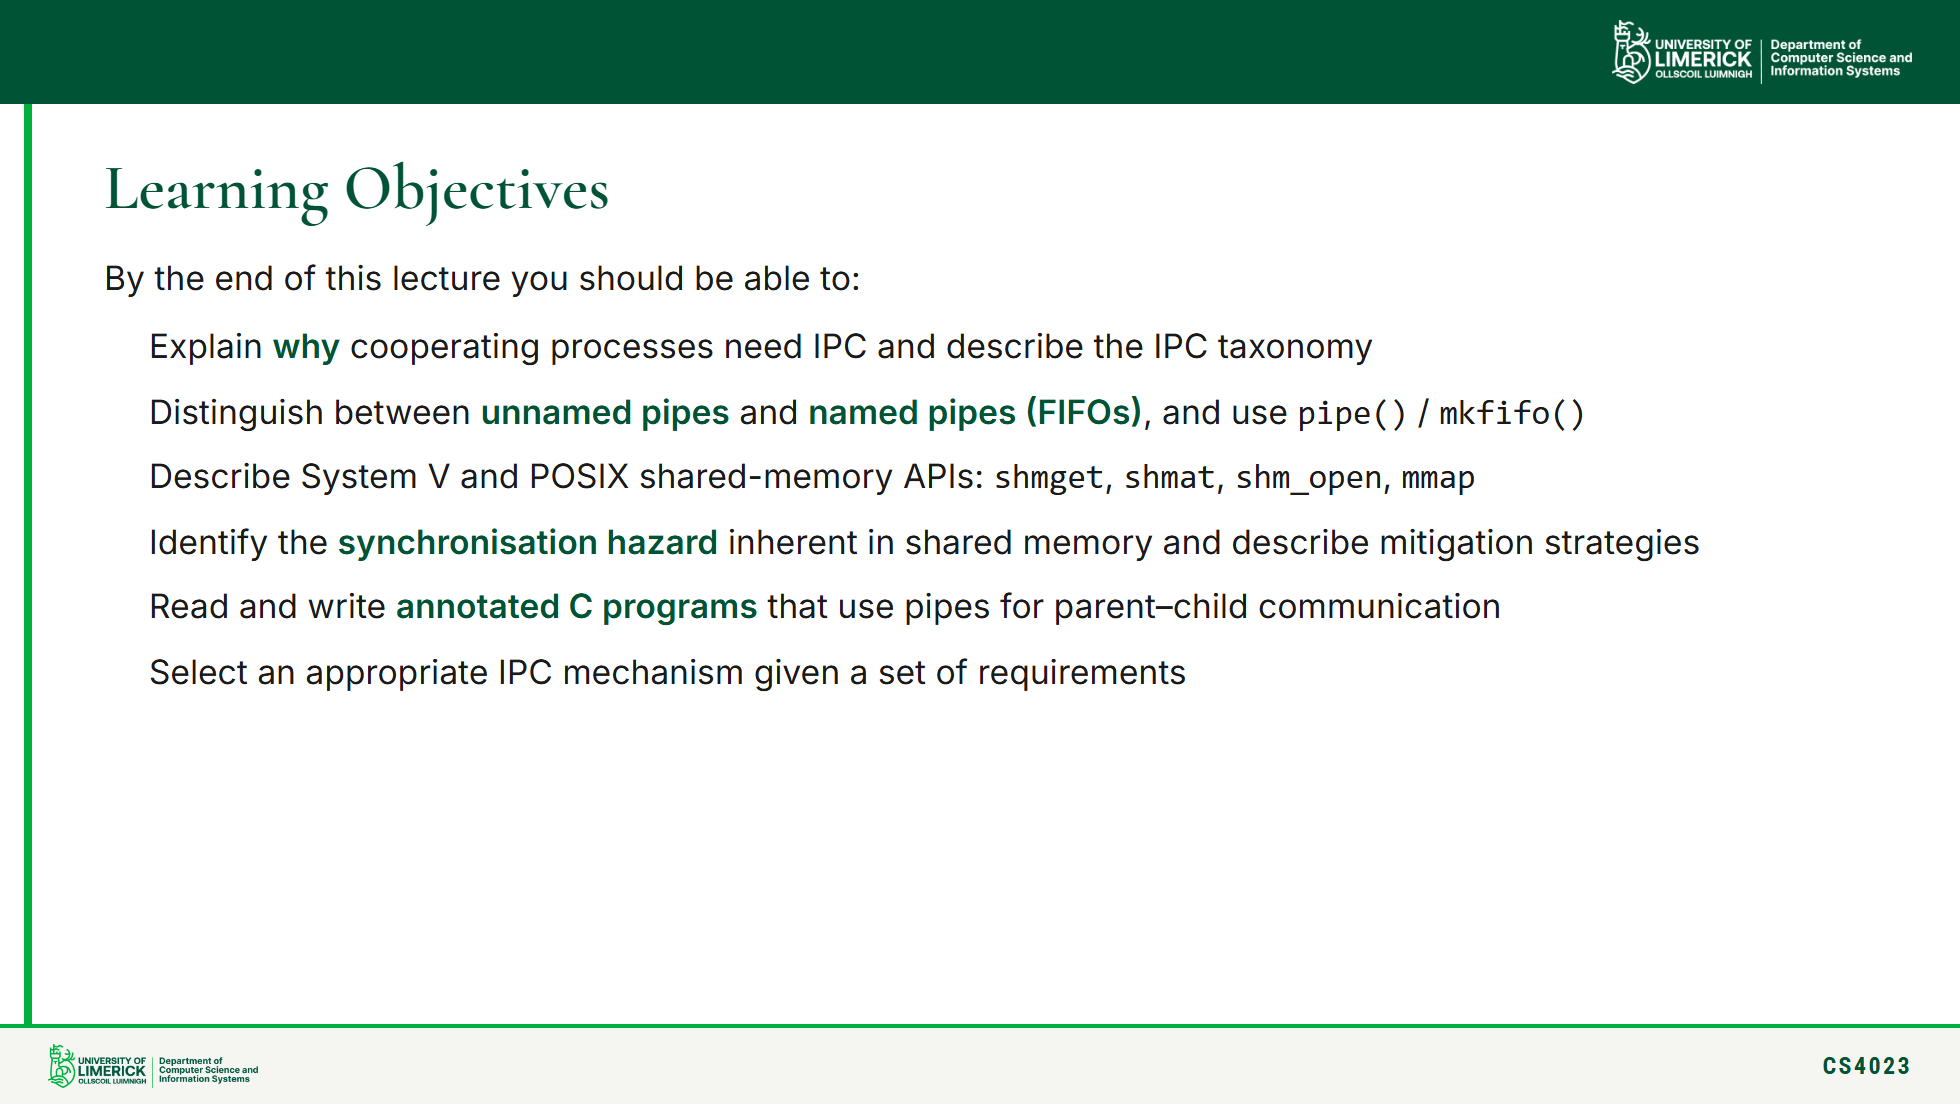 UNIVERSITY OF
LIMERICK
OLLSCOIL LUIMNIGH
Department of
Computer Science and
Information Systems
Learning Objectives
By the end of this lecture you should be able to:
Explain why cooperating processes need IPC and describe the IPC taxonomy
Distinguish between unnamed pipes and named pipes (FIFOs), and use pipe() / mkfifo()
Describe System V and POSIX shared-memory APIs: shmget, shmat, shm_open, mmap
Identify the synchronisation hazard inherent in shared memory and describe mitigation strategies
Read and write annotated C programs that use pipes for parent–child communication
Select an appropriate IPC mechanism given a set of requirements
UNIVERSITY OF
LIMERICK
OLLSCOIL LUIMNIGH
Department of
Computer Science and
Information Systems
CS4023